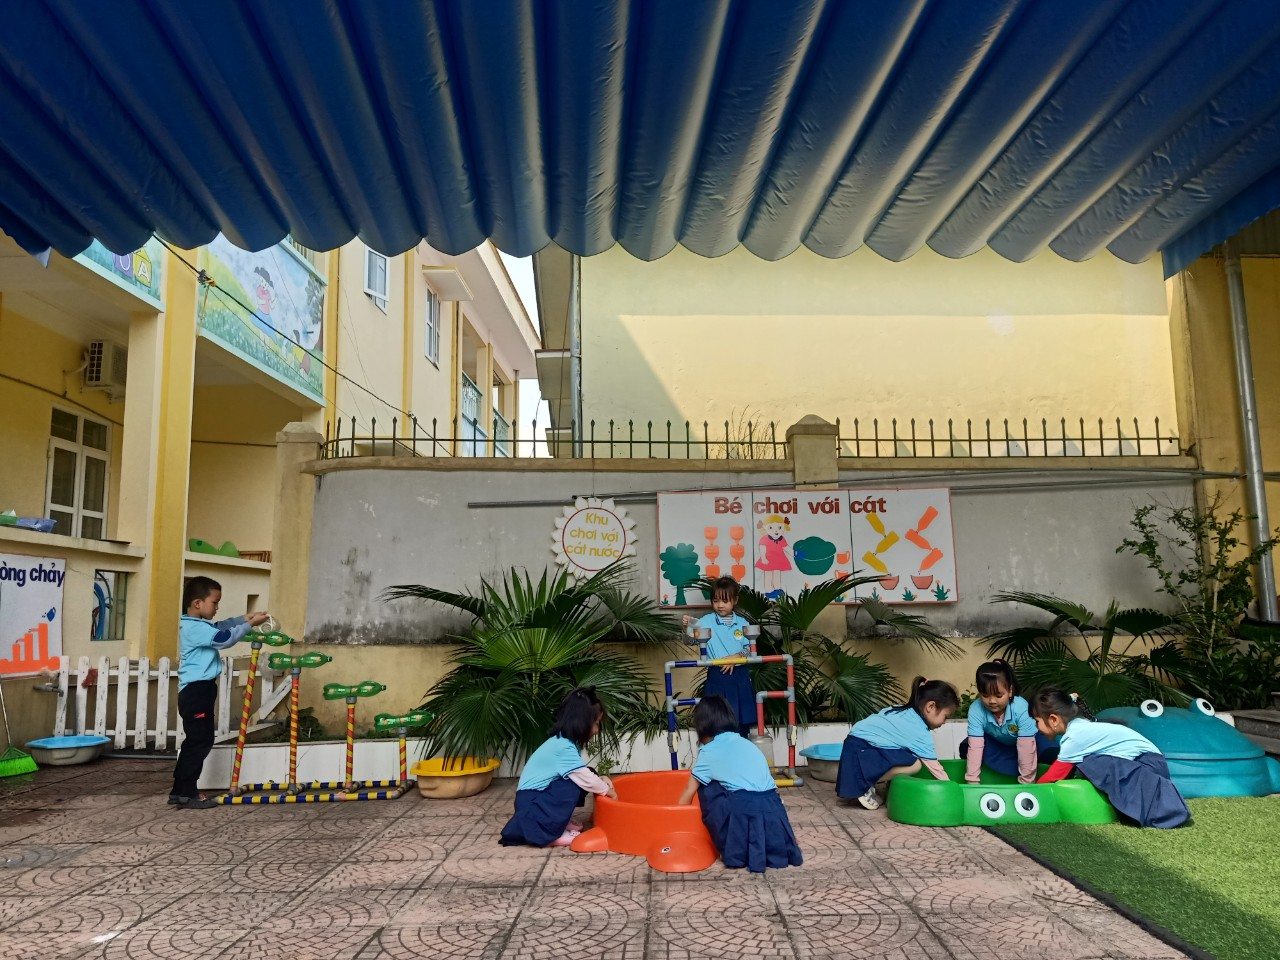 Bé chơi với cát
Khu
chơi với
cát nước
òng chảy